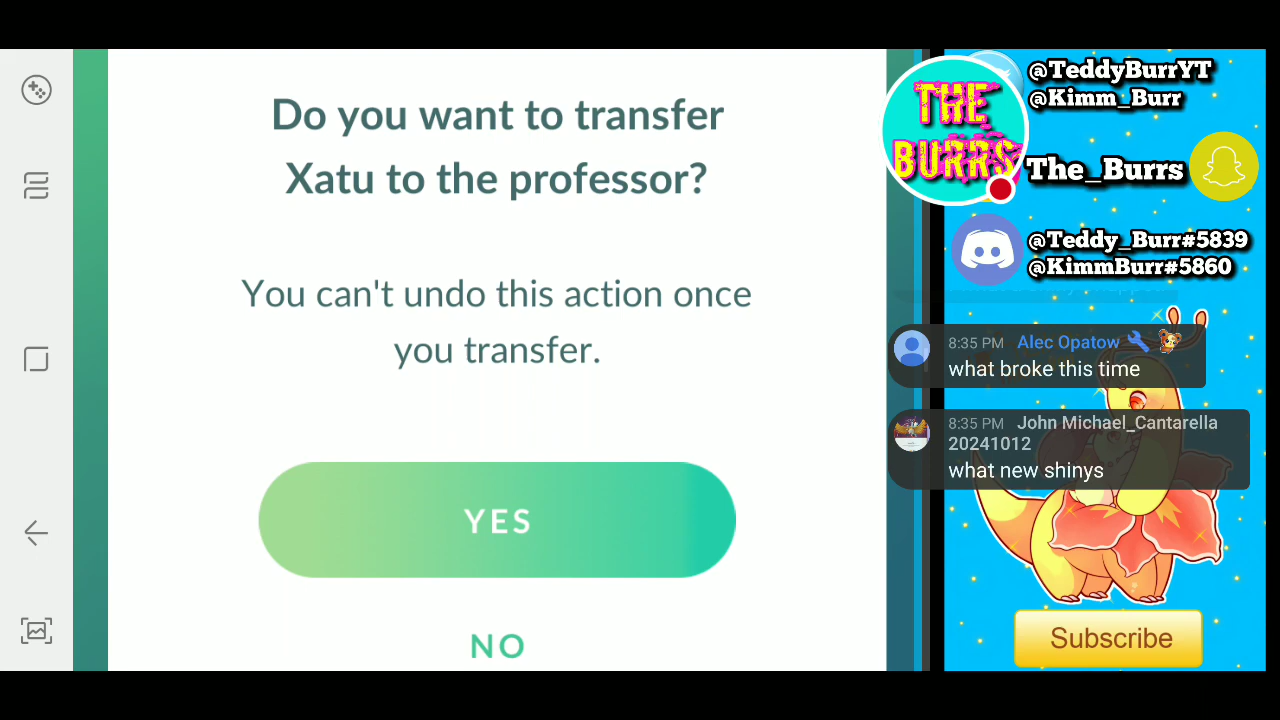 Do you want to transfer
Xatu to the professor?
You can't undo this action once
you transfer.
YES
NO
THE
BURRS
@TeddyBurrYT
@Kimm_Burr
The_Burrs
@Teddy_Burr#5839
@KimmBurr#5860
8:35 PM Alec Opatow
what broke this time
8:35 PM John Michael_Cantarella
20241012
what new shinys
Subscribe